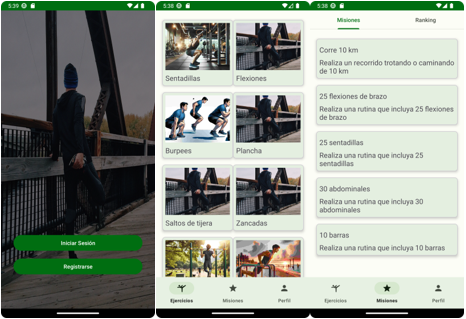 5:39
Iniciar Sesión
Registrarse
5:38
Sentadillas
Flexiones
Burpees
Plancha
Saltos de tijera
Zancadas
Ejercicios
Misiones
Perfil
5:38
Misiones
Ranking
Corre 10 km
Realiza un recorrido trotando o caminando
de 10 km
25 flexiones de brazo
Realiza una rutina que incluya 25 flexiones
de brazo
25 sentadillas
Realiza una rutina que incluya 25
sentadillas
30 abdominales
Realiza una rutina que incluya 30
abdominales
10 barras
Realiza una rutina que incluya 10 barras
Ejercicios
Misiones
Perfil